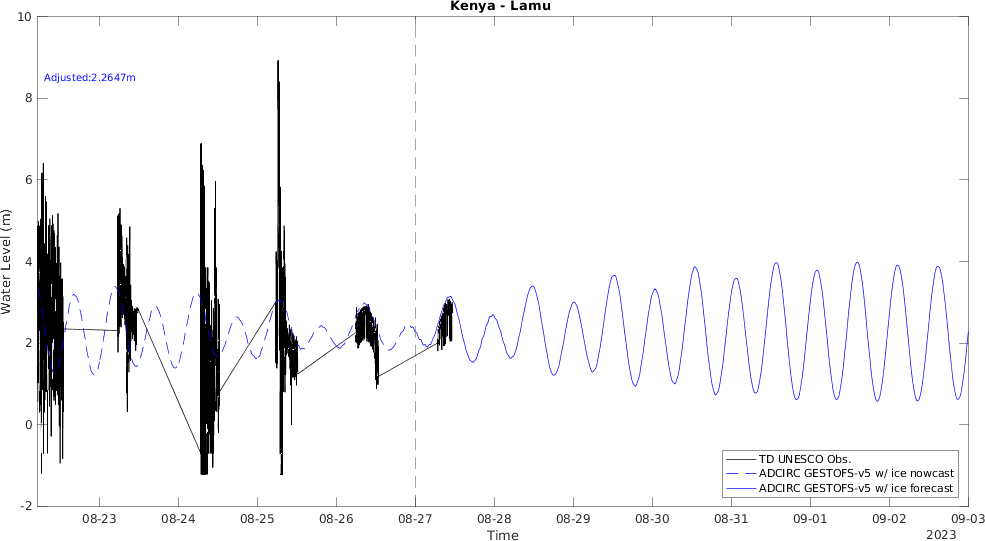 Kenya - Lamu
10
8
6
4
2
0
-2
Water Level (m)
Adjusted:2.2647m
TD UNESCO Obs.
ADCIRC GESTOFS-v5 w/ ice nowcast
ADCIRC GESTOFS-v5 w/ ice forecast
08-23 08-24 08-25 08-26 08-27 08-28 08-29 08-30 08-31 09-01 09-02 09-03
Time
2023